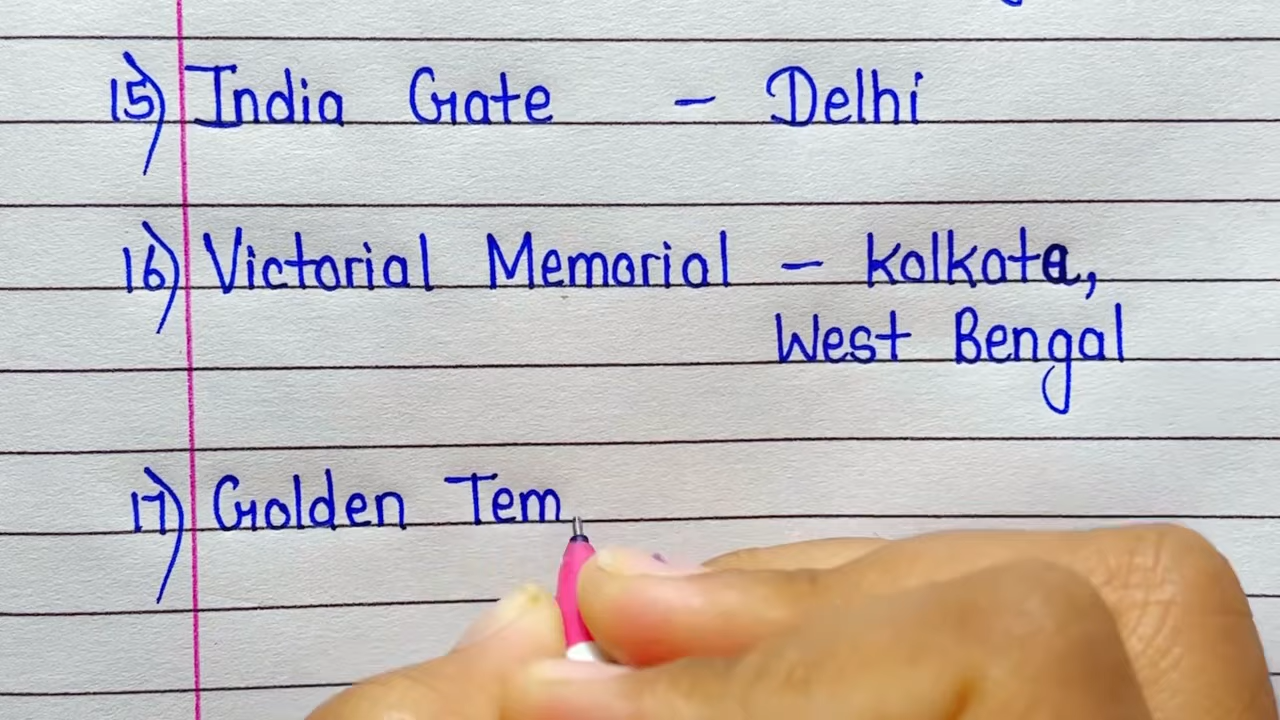 15) India Gate - Delhi
16) Victorial Memorial - Kolkata,
West Bengal
17) Golden Tem